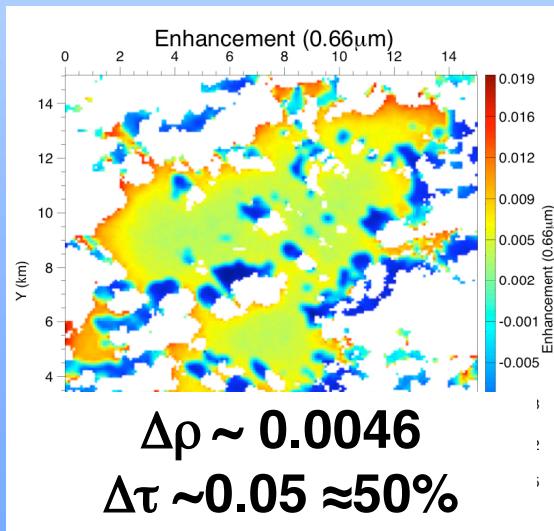 Enhancement (0.66μm)
0 2 4 6 8 10 12 14
14
12
10
8
6
4
Y (km)
0.019
0.016
0.012
0.009
0.005
0.002
-0.001
-0.005
Enhancement (0.66μm)
Δρ ~ 0.0046
Δτ ~0.05 ≈50%